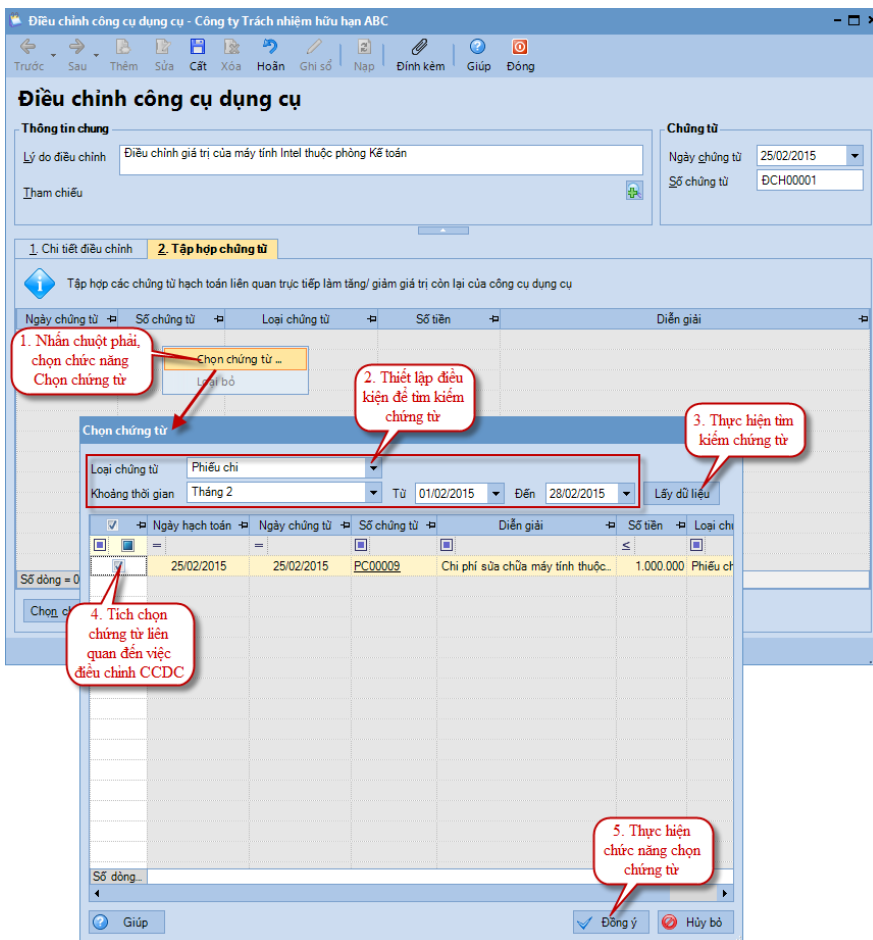 Điều chỉnh công cụ dụng cụ - Công ty Trách nhiệm hữu hạn ABC
Trước Sau Thêm Sửa Cất Xóa Hoãn Ghi sổ Nạp Đính kèm Giúp Đóng
Điều chỉnh công cụ dụng cụ
Thông tin chung
Lý do điều chỉnh Điều chỉnh giá trị của máy tính Intel thuộc phòng Kế toán
Tham chiếu
Chứng từ
Ngày chứng từ 25/02/2015
Số chứng từ ĐCH00001
1. Chi tiết điều chỉnh 2. Tập hợp chứng từ
Tập hợp các chứng từ hạch toán liên quan trực tiếp làm tăng/ giảm giá trị còn lại của công cụ dụng cụ
Ngày chứng từ Số chứng từ Loại chứng từ Số tiền Diễn giải
1. Nhấn chuột phải,
chọn chức năng
Chọn chứng từ
Chọn chứng từ ...
Loại bỏ
2. Thiết lập điều
kiện để tìm kiếm
chứng từ
3. Thực hiện tìm
kiếm chứng từ
Chọn chứng từ
Loại chứng từ Phiếu chi
Khoảng thời gian Tháng 2 Từ 01/02/2015 Đến 28/02/2015 Lấy dữ liệu
Ngày hạch toán Ngày chứng từ Số chứng từ Diễn giải Số tiền Loại ch
= = ≤
25/02/2015 25/02/2015 PC00009 Chi phí sửa chữa máy tính thuộc... 1.000.000 Phiếu ch
Số dòng = 0
Chọn c
4. Tích chọn
chứng từ liên
quan đến việc
điều chỉnh CCDC
5. Thực hiện
chức năng chọn
chứng từ
Số dòng...
Giúp Đồng ý Hủy bỏ